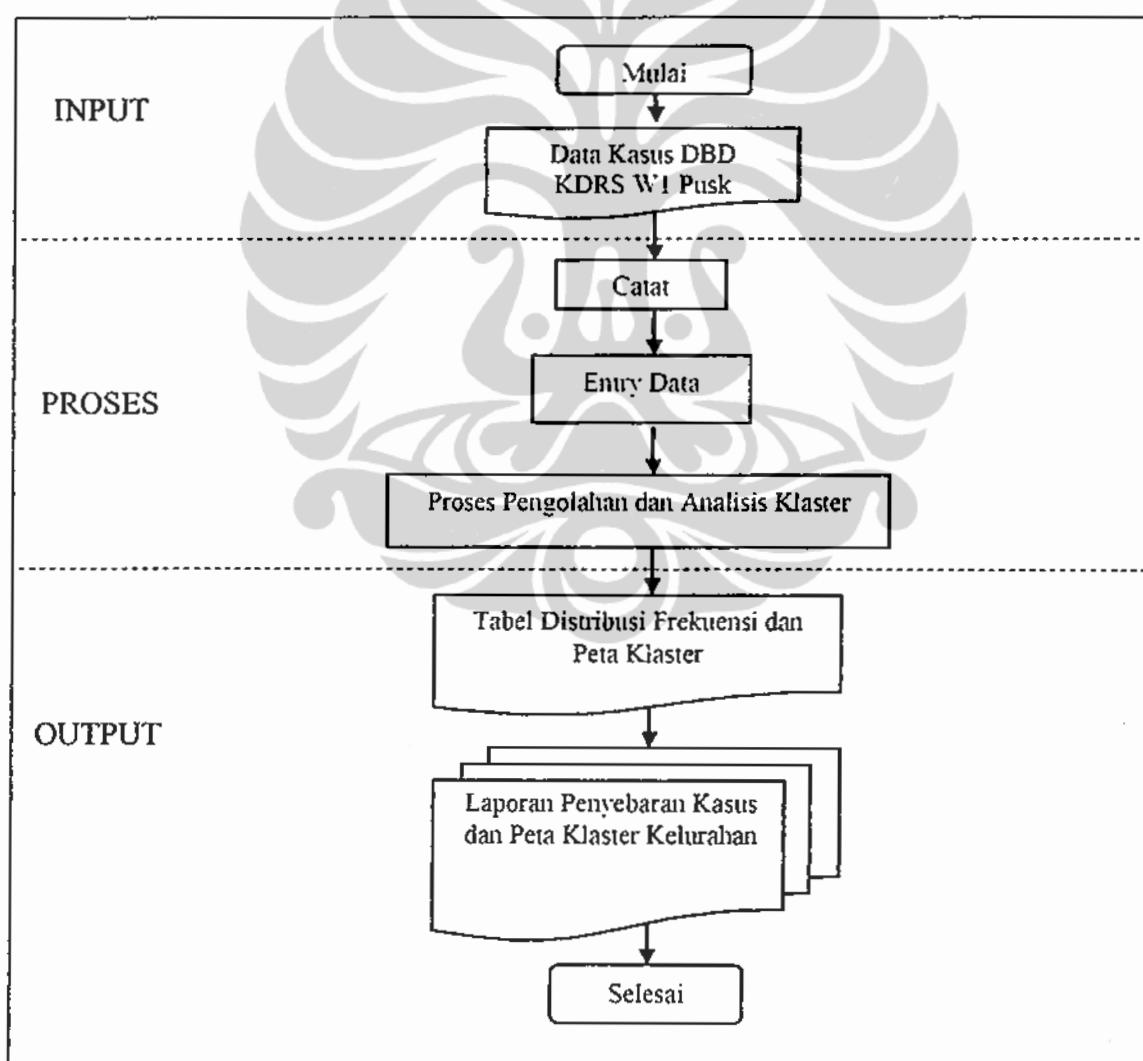 INPUT
Mulai
Data Kasus DBD
KDRS W1 Pusk
PROSES
Catat
Entry Data
Proses Pengolahan dan Analisis Klaster
OUTPUT
Tabel Distribusi Frekuensi dan
Peta Klaster
Laporan Penyebaran Kasus
dan Peta Klaster Kelurahan
Selesai